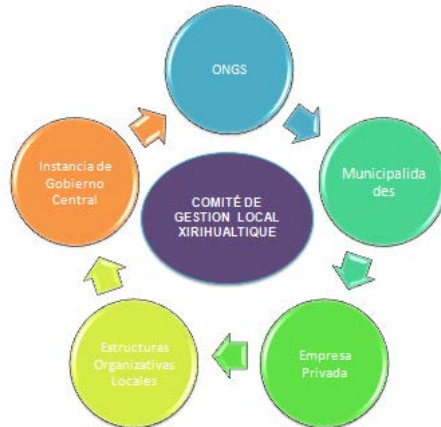 ONGS
Municipalida
des
Empresa
Privada
Estructuras
Organizativas
Locales
Instancia de
Gobierno
Central
COMITÉ DE
GESTION LOCAL
XIRIHUALTIQUE